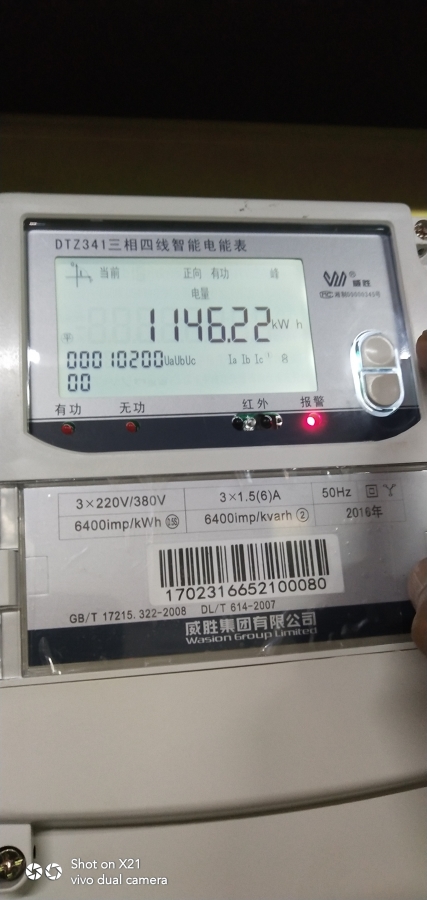 DTZ341三相四线智能电能表
当前 正向 有功 峰
电量
1146.22 kW h
威胜
00010200 UaUbUc Ia Ib Ic
00
有功 无功 红外 报警
3×220V/380V 3×1.5(6)A 50Hz
6400imp/kWh 6400imp/kvarh ② 2016年
1702316652100080
GB/T 17215.322-2008 DL/T 614-2007
威胜集团有限公司
Wasion Group Limited
Shot on X21
vivo dual camera